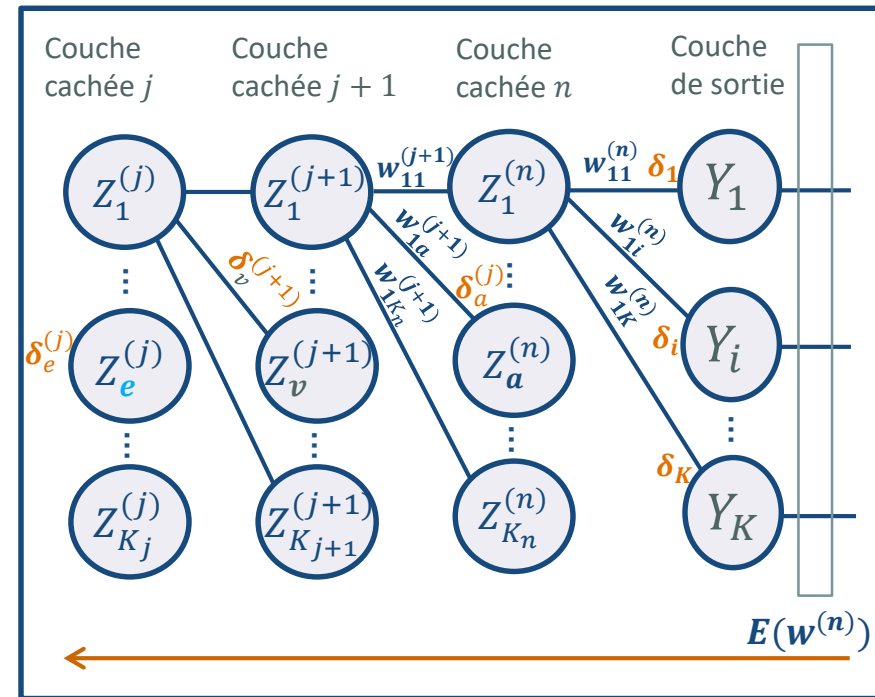 Couche cachée j
Couche cachée j + 1
Couche cachée n
Couche de sortie
Z_1^{(j)}
Z_1^{(j+1)}
w_{11}^{(j+1)}
Z_1^{(n)}
w_{11}^{(n)}
δ_1
Y_1
w_{1a}^{(j+1)}
w_{1i}^{(n)}
δ_v^{(j+1)}
w_{1K_n}^{(j+1)}
δ_a^{(j)}
w_{1K}^{(n)}
δ_e^{(j)}
Z_e^{(j)}
Z_v^{(j+1)}
Z_a^{(n)}
δ_i
Y_i
δ_K
Z_{K_j}^{(j)}
Z_{K_{j+1}}^{(j+1)}
Z_{K_n}^{(n)}
Y_K
E(w^{(n)})